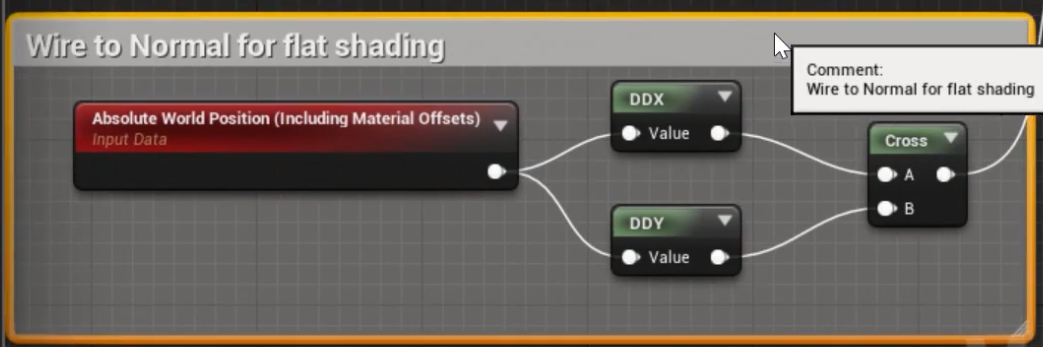 Wire to Normal for flat shading
Comment:
Wire to Normal for flat shading
Absolute World Position (Including Material Offsets)
Input Data
DDX
Value
Cross
A
B
DDY
Value